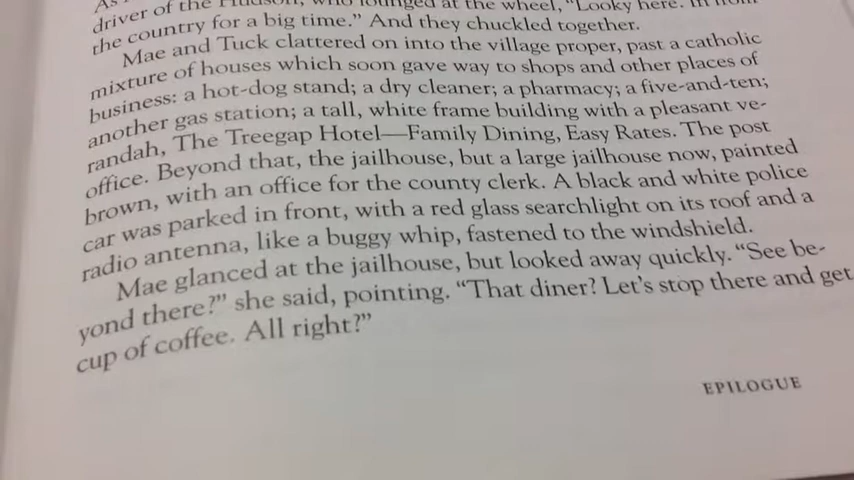 As
driver of the Hudson, who lounged at the wheel, "Looky here. In from
the country for a big time." And they chuckled together.
Mae and Tuck clattered on into the village proper, past a catholic
mixture of houses which soon gave way to shops and other places of
business: a hot-dog stand; a dry cleaner; a pharmacy; a five-and-ten;
another gas station; a tall, white frame building with a pleasant ve-
randah, The Treegap Hotel—Family Dining, Easy Rates. The post
office. Beyond that, the jailhouse, but a large jailhouse now, painted
brown, with an office for the county clerk. A black and white police
car was parked in front, with a red glass searchlight on its roof and a
radio antenna, like a buggy whip, fastened to the windshield.
Mae glanced at the jailhouse, but looked away quickly. "See be-
yond there?" she said, pointing. "That diner? Let's stop there and get
cup of coffee. All right?"
EPILOGUE